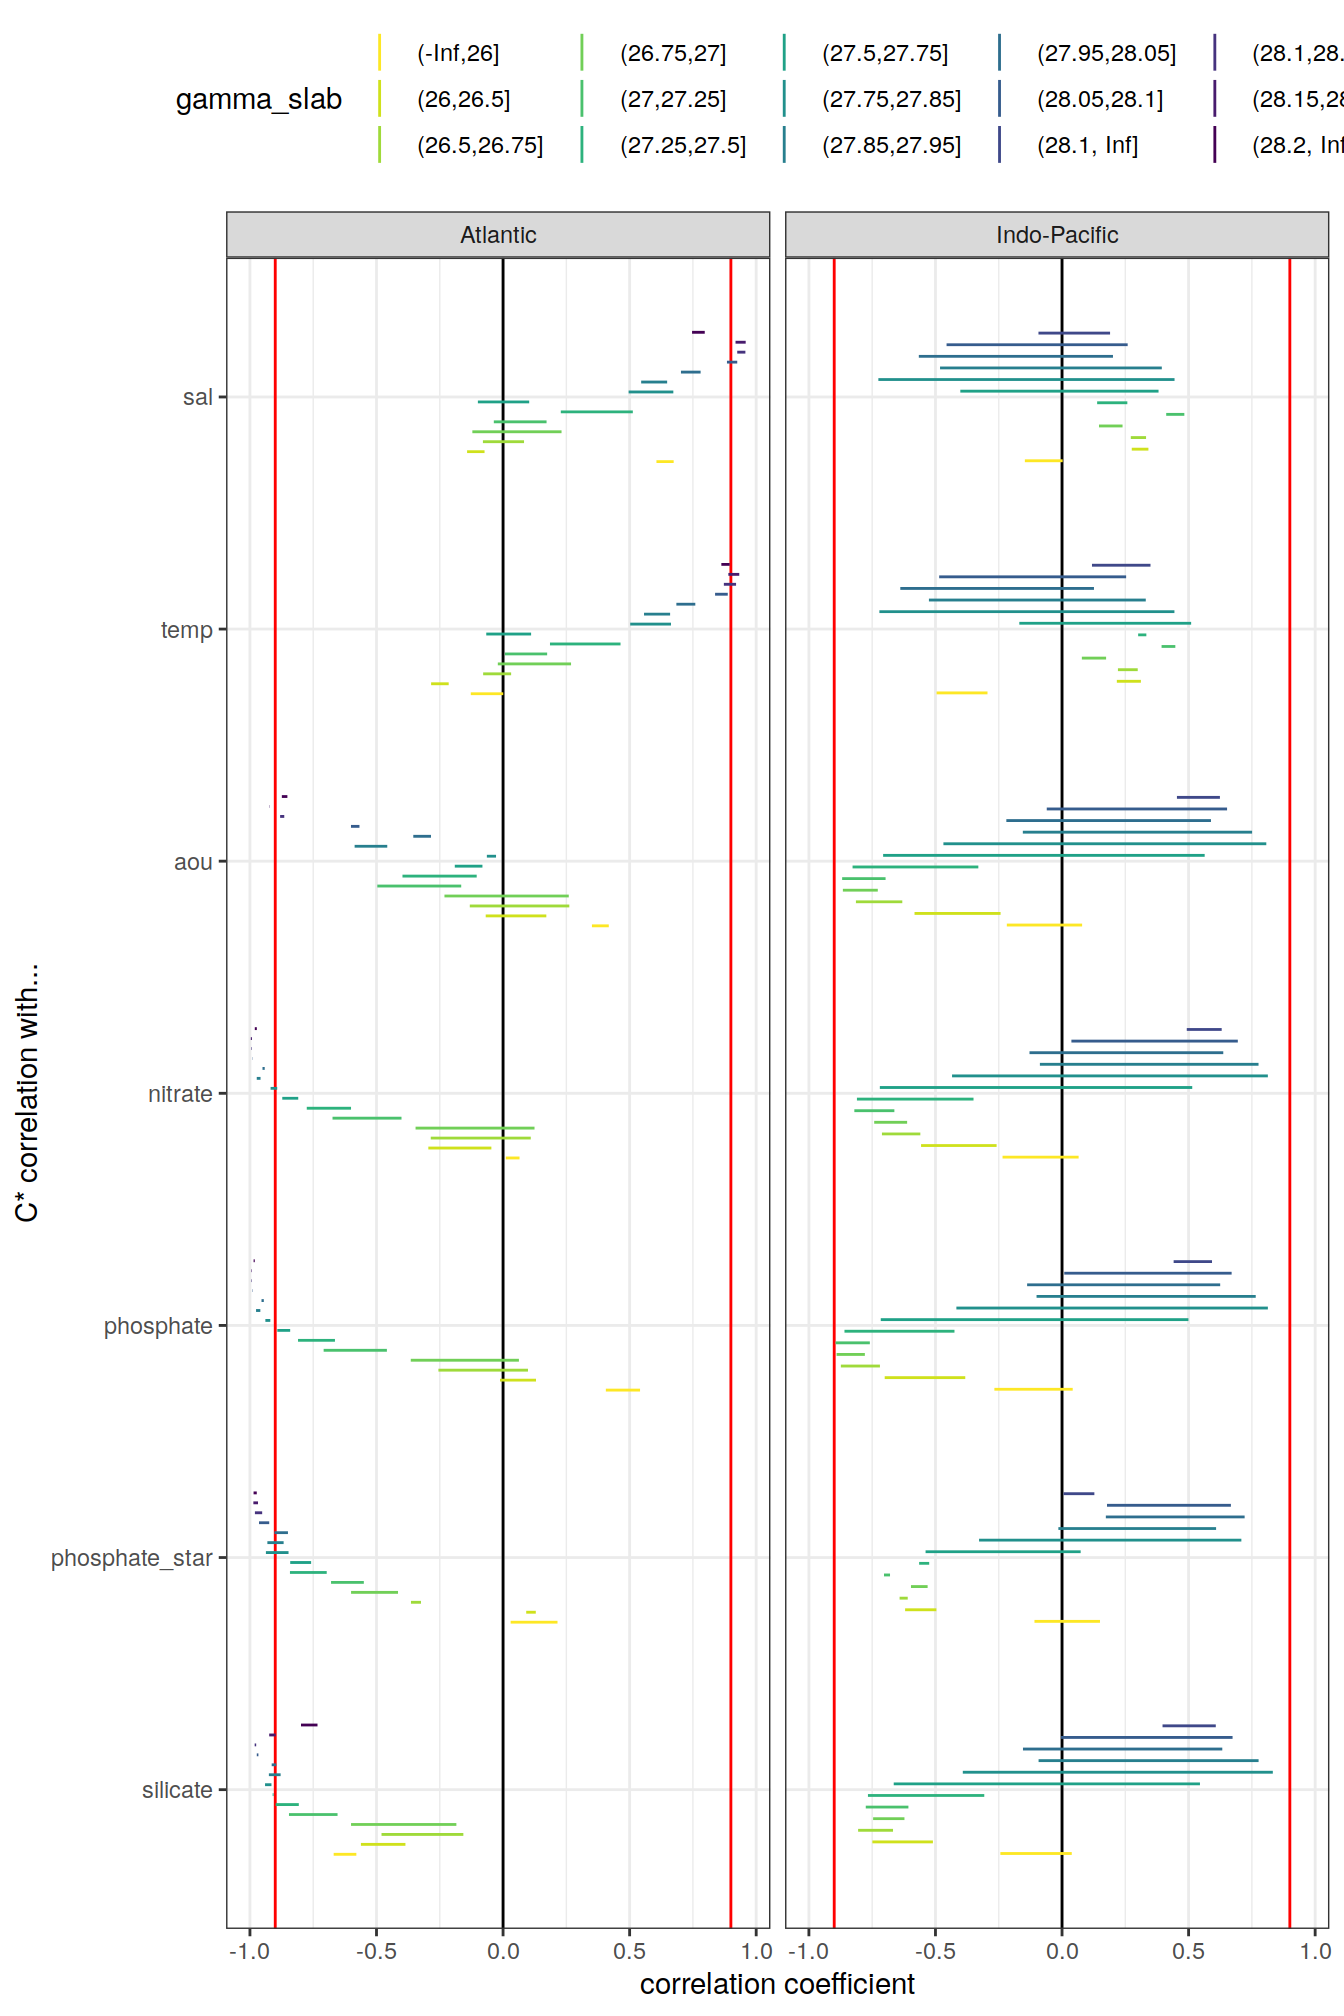 (-Inf,26] (26.75,27] (27.5,27.75] (27.95,28.05] (28.1,28.
gamma_slab (26,26.5] (27,27.25] (27.75,27.85] (28.05,28.1] (28.15,28
(26.5,26.75] (27.25,27.5] (27.85,27.95] (28.1, Inf] (28.2, Inf
Atlantic Indo-Pacific
sal
temp
aou
nitrate
phosphate
phosphate_star
silicate
C* correlation with...
-1.0 -0.5 0.0 0.5 1.0 -1.0 -0.5 0.0 0.5 1.0
correlation coefficient